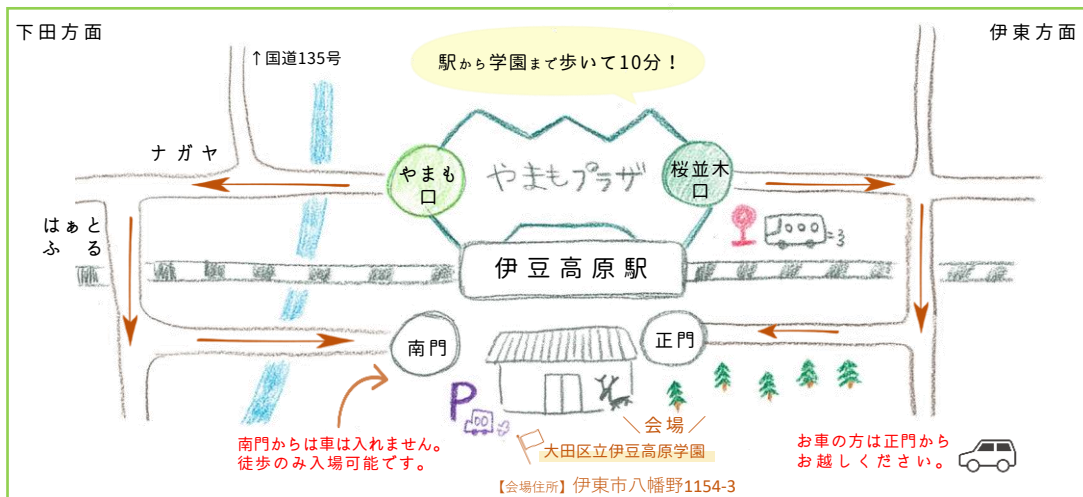 下田方面
伊東方面
↑国道135号
駅から学園まで歩いて10分！
ナガヤ
やまも
口
やまもプラザ
桜並木
口
はぁと
ふる
伊豆高原駅
南門
正門
P
＼会場／
大田区立伊豆高原学園
南門からは車は入れません。
徒歩のみ入場可能です。
お車の方は正門から
お越しください。
【会場住所】伊東市八幡野1154-3